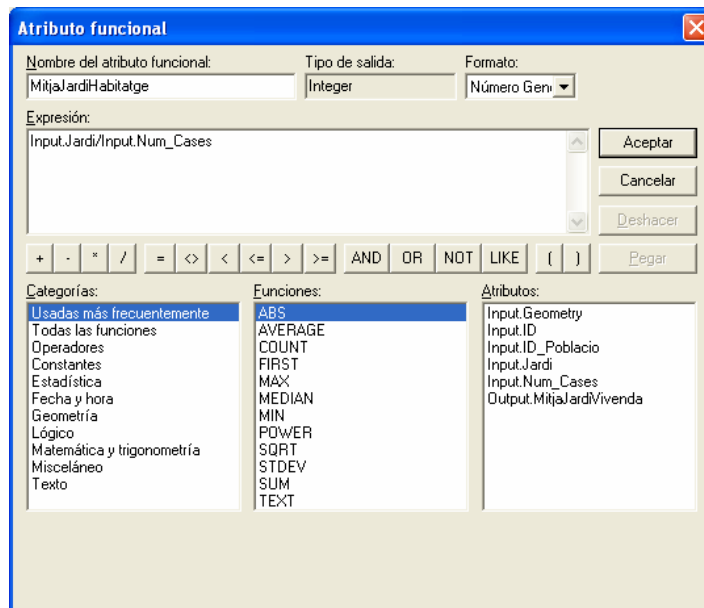 Atributo funcional
Nombre del atributo funcional: Tipo de salida: Formato:
MitjaJardiHabitatge Integer Número Gen
Expresión:
Input.Jardi/Input.Num_Cases
Aceptar
Cancelar
Deshacer
+ - * / = <> < <= > >= AND OR NOT LIKE ( ) Pegar
Categorías:
Usadas más frecuentemente
Todas las funciones
Operadores
Constantes
Estadística
Fecha y hora
Geometría
Lógico
Matemática y trigonometría
Misceláneo
Texto
Funciones:
ABS
AVERAGE
COUNT
FIRST
MAX
MEDIAN
MIN
POWER
SQRT
STDEV
SUM
TEXT
Atributos:
Input.Geometry
Input.ID
Input.ID_Poblacio
Input.Jardi
Input.Num_Cases
Output.MitjaJardiVivenda